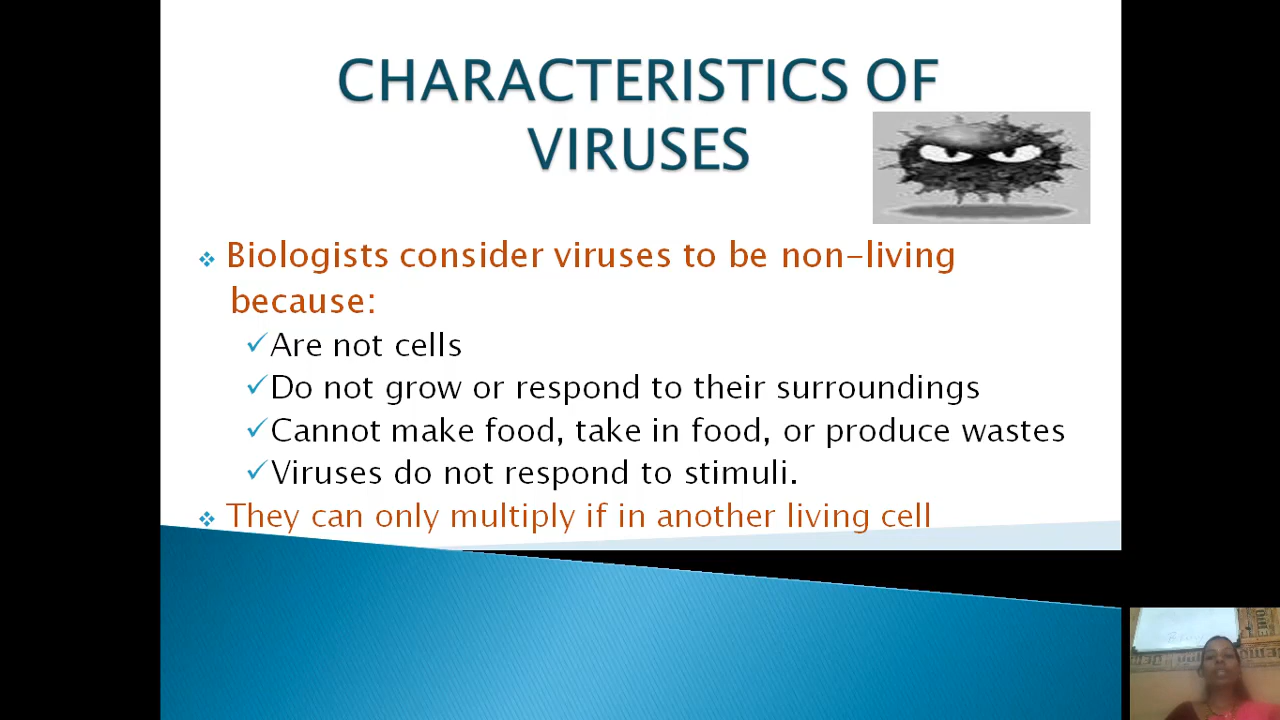 CHARACTERISTICS OF
VIRUSES
Biologists consider viruses to be non-living
because:
Are not cells
Do not grow or respond to their surroundings
Cannot make food, take in food, or produce wastes
Viruses do not respond to stimuli.
They can only multiply if in another living cell